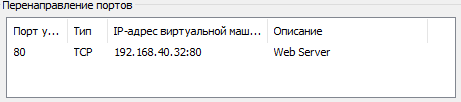 Перенаправление портов
Порт у... Тип IP-адрес виртуальной маш... Описание
80 TCP 192.168.40.32:80 Web Server